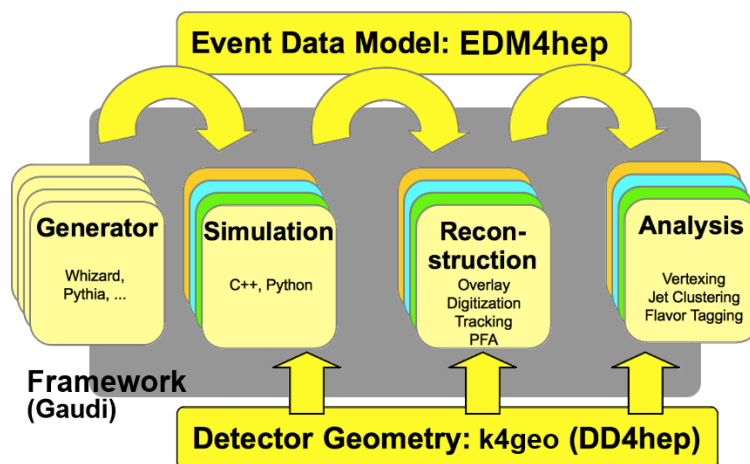 Event Data Model: EDM4hep
Generator
Whizard,
Pythia, ...
Simulation
C++, Python
Recon-
struction
Overlay
Digitization
Tracking
PFA
Analysis
Vertexing
Jet Clustering
Flavor Tagging
Framework
(Gaudi)
Detector Geometry: k4geo (DD4hep)